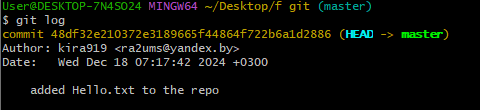 User@DESKTOP-7N4SO24 MINGW64 ~/Desktop/f git (master)
$ git log
commit 48df32e210372e3189665f44864f722b6a1d2886 (HEAD -> master)
Author: kira919 <ra2ums@yandex.by>
Date:   Wed Dec 18 07:17:42 2024 +0300
    added Hello.txt to the repo